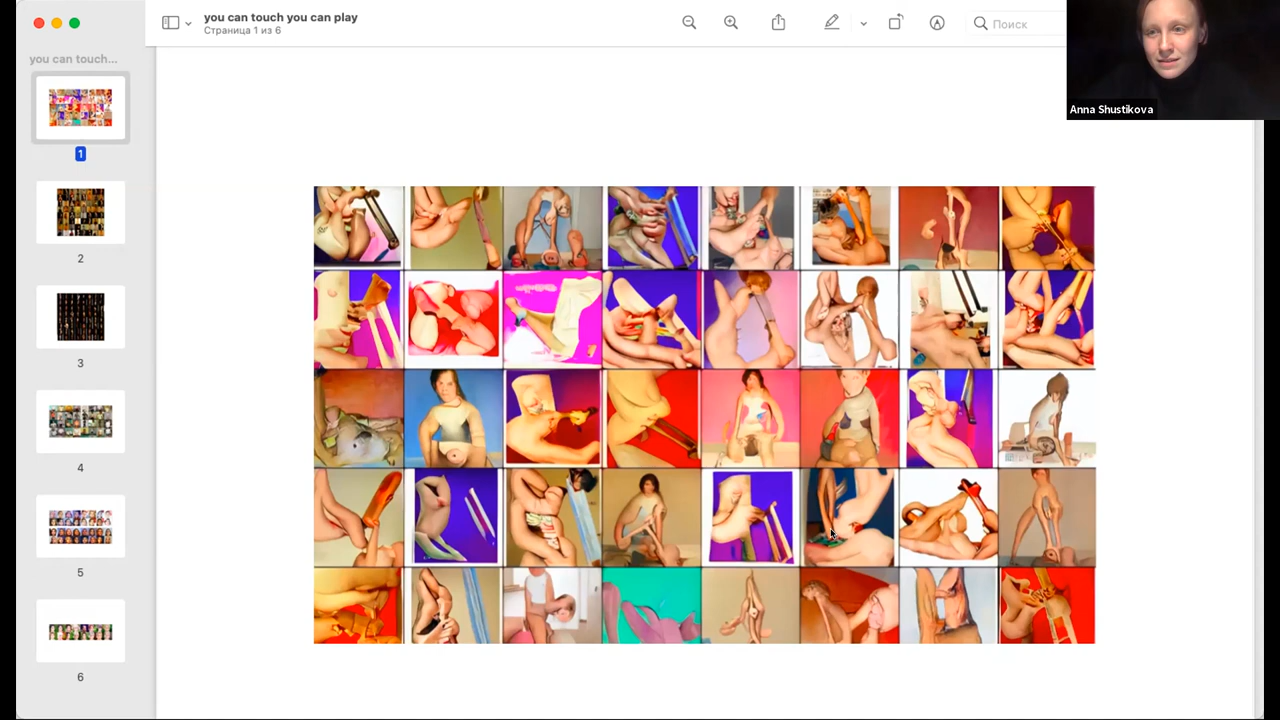 you can touch you can play
Страница 1 из 6
Поиск
you can touch...
Anna Shustikova
1
2
3
4
5
6